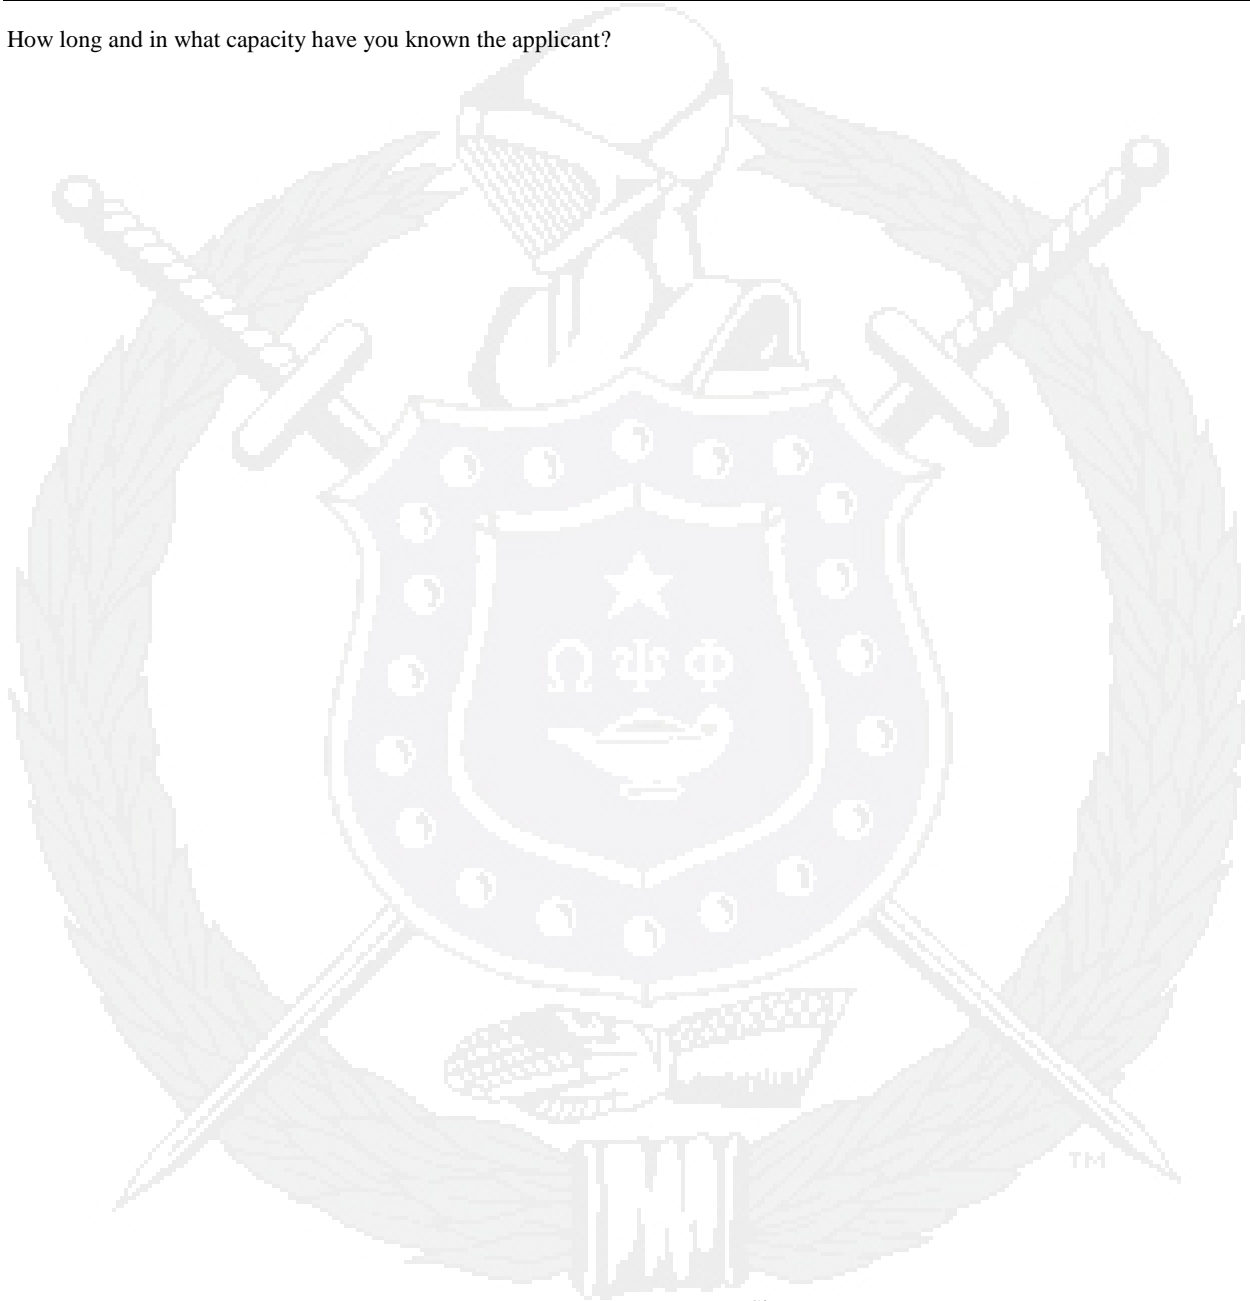 How long and in what capacity have you known the applicant?
Ω Ψ Φ
TM